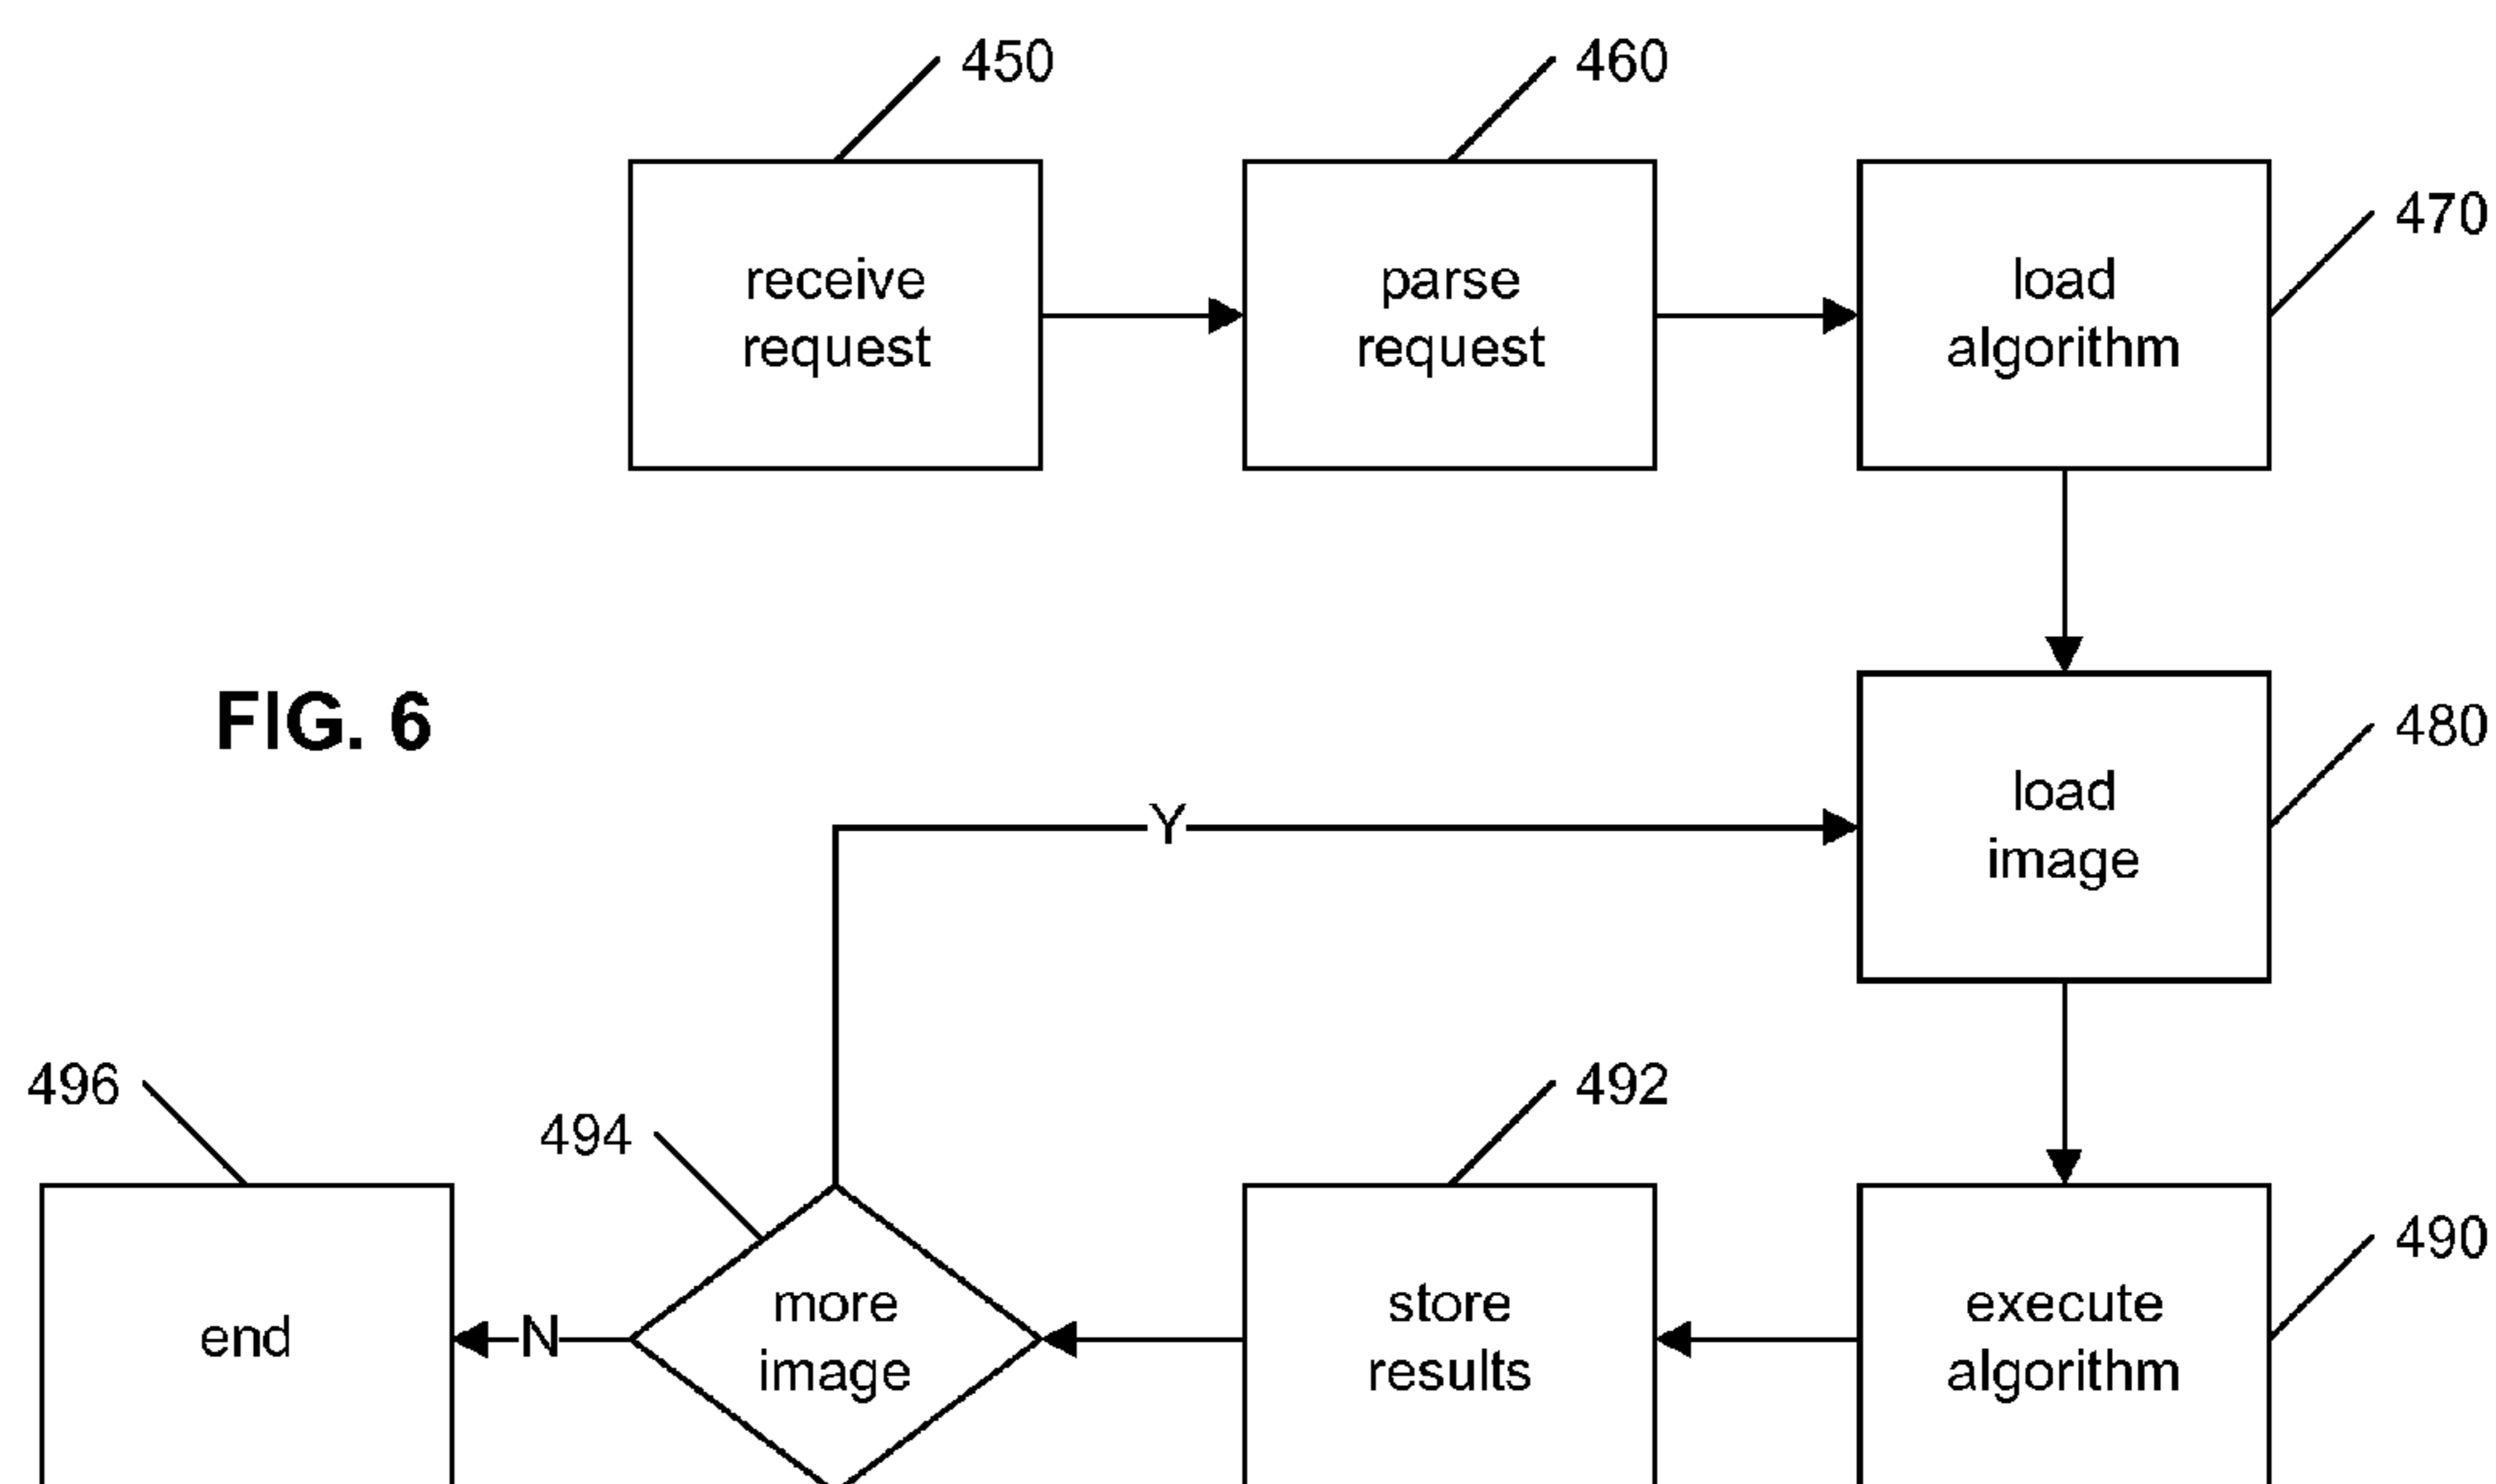 450
460
receive
request
parse
request
load
algorithm
470
FIG. 6
load
image
480
Y
496
494
492
490
end
N
more
image
store
results
execute
algorithm